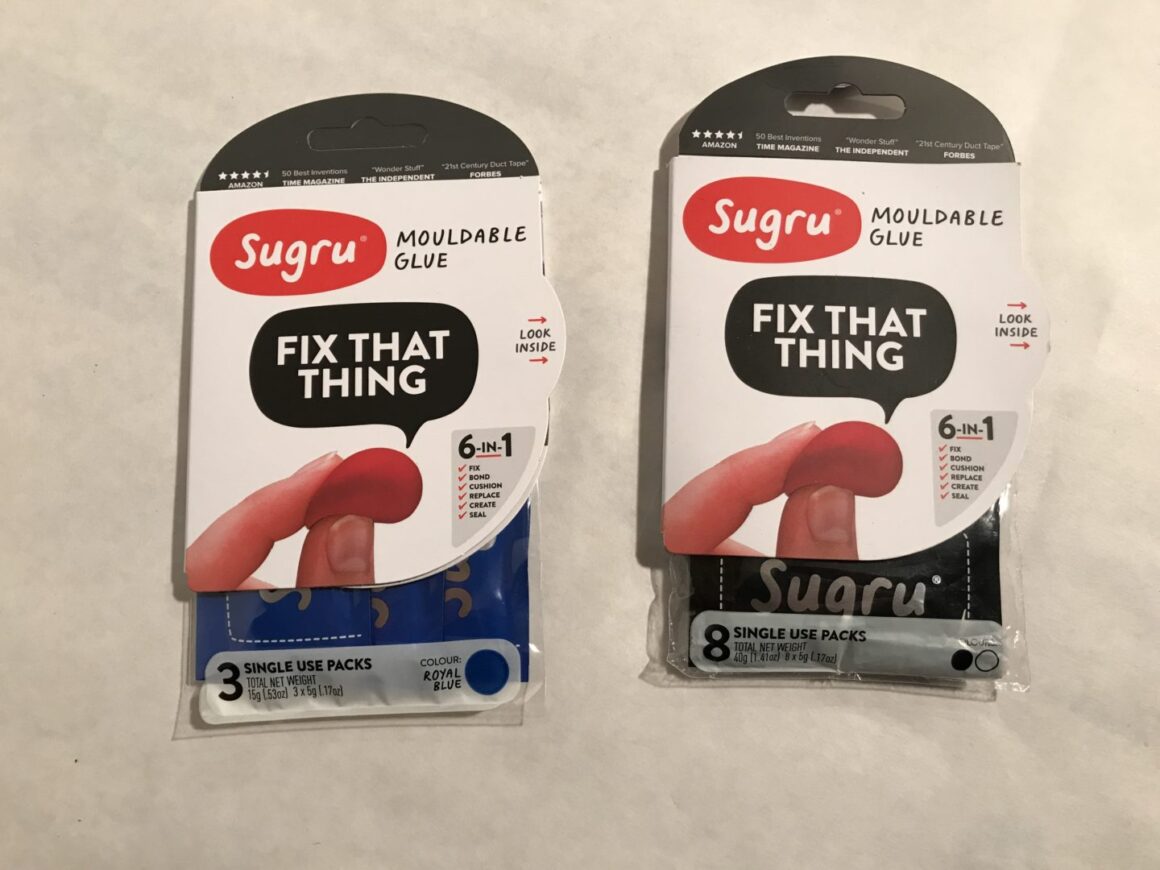 AMAZON
50 Best Inventions
TIME MAGAZINE
"Wonder Stuff"
THE INDEPENDENT
"21st Century Duct Tape"
FORBES
Sugru®
MOULDABLE
GLUE
FIX THAT
THING
→
LOOK
INSIDE
→
6-IN-1
✓ FIX
✓ BOND
✓ CUSHION
✓ REPLACE
✓ CREATE
✓ SEAL
3 SINGLE USE PACKS
TOTAL NET WEIGHT
15g (.53oz) 3 x 5g (.17oz)
COLOUR:
ROYAL
BLUE
AMAZON
50 Best Inventions
TIME MAGAZINE
"Wonder Stuff"
THE INDEPENDENT
"21st Century Duct Tape"
FORBES
Sugru®
MOULDABLE
GLUE
FIX THAT
THING
→
LOOK
INSIDE
→
6-IN-1
✓ FIX
✓ BOND
✓ CUSHION
✓ REPLACE
✓ CREATE
✓ SEAL
Sugru®
8 SINGLE USE PACKS
TOTAL NET WEIGHT
40g (1.41oz) 8 x 5g (.17oz)